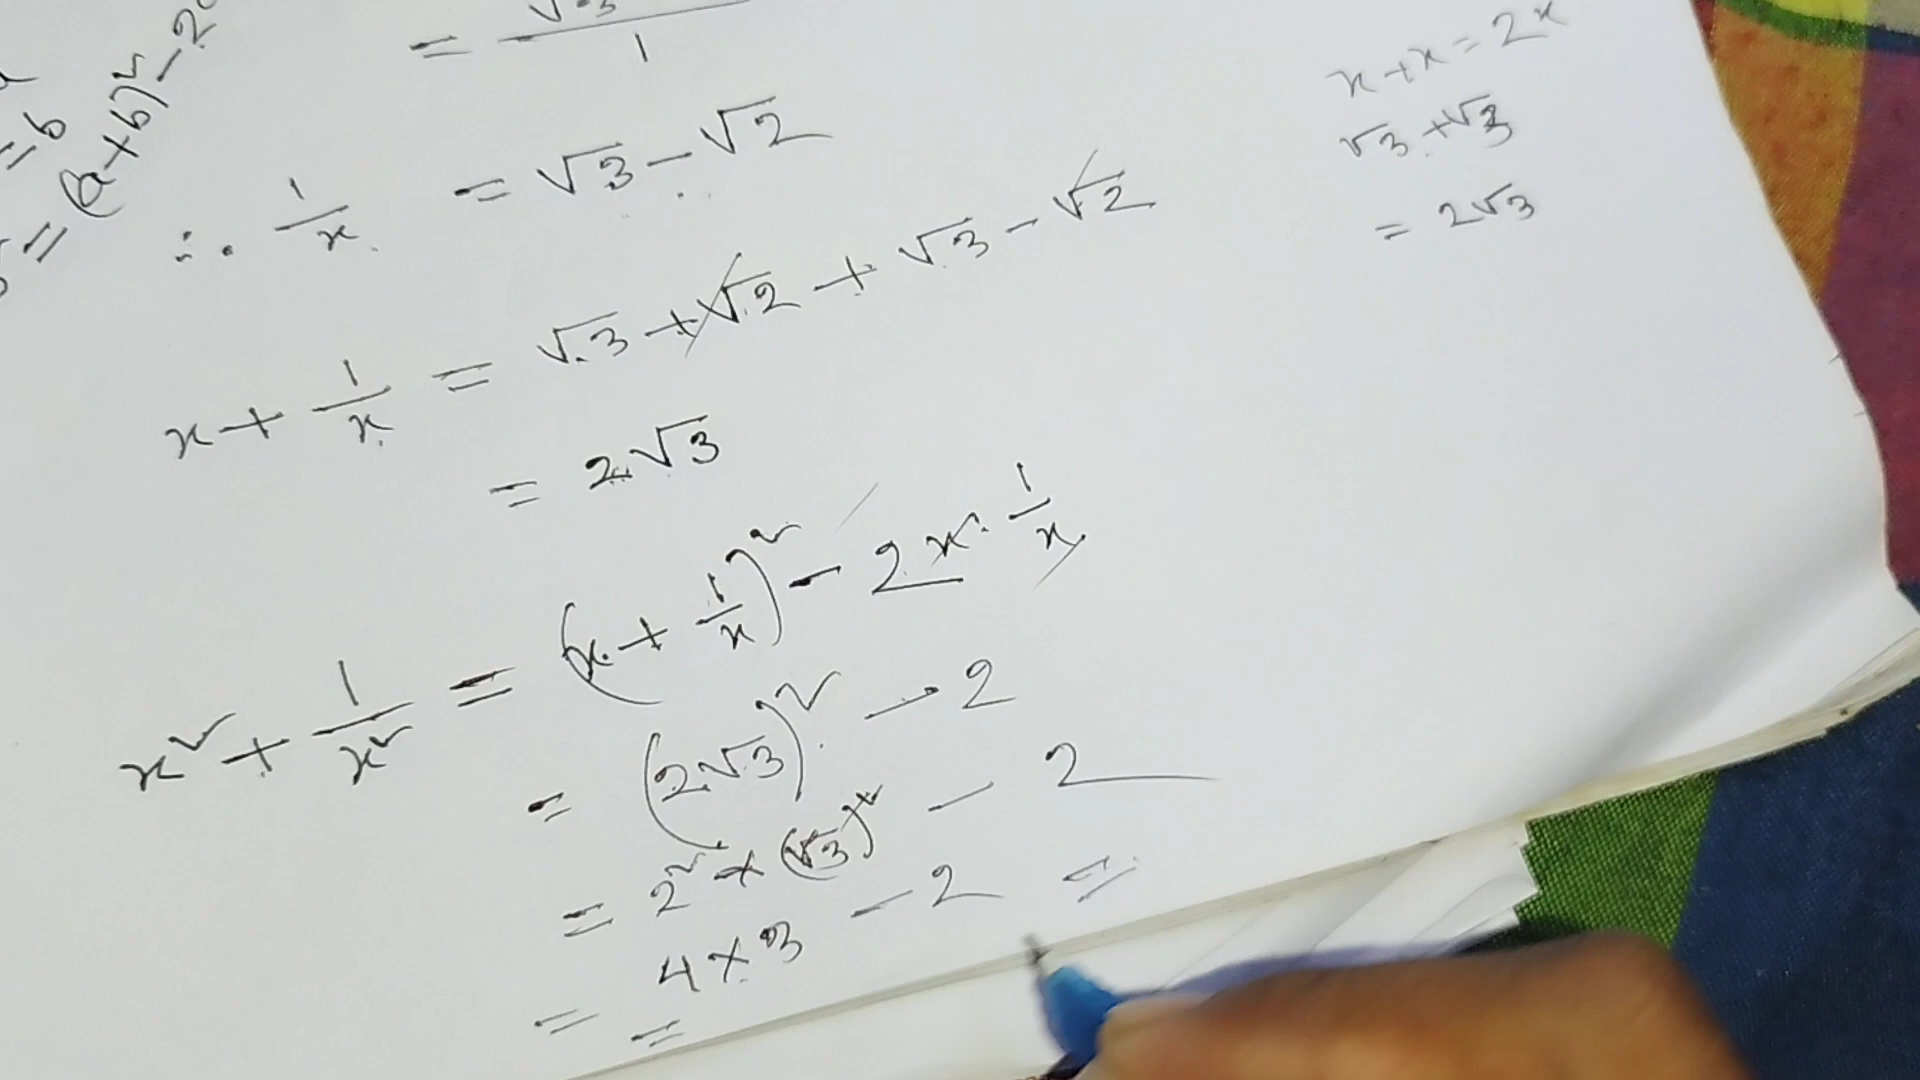 = √3 / 1
∴ 1/x = √3 - √2
x + 1/x = √3 + √2 + √3 - √2
= 2√3
x² + 1/x² = (x + 1/x)² - 2x · 1/x
= (2√3)² - 2
= 2² × (√3)² - 2
= 4 × 3 - 2 =
= =
x + x = 2x
√3 + √3
= 2√3
= b
= (a+b)² - 2